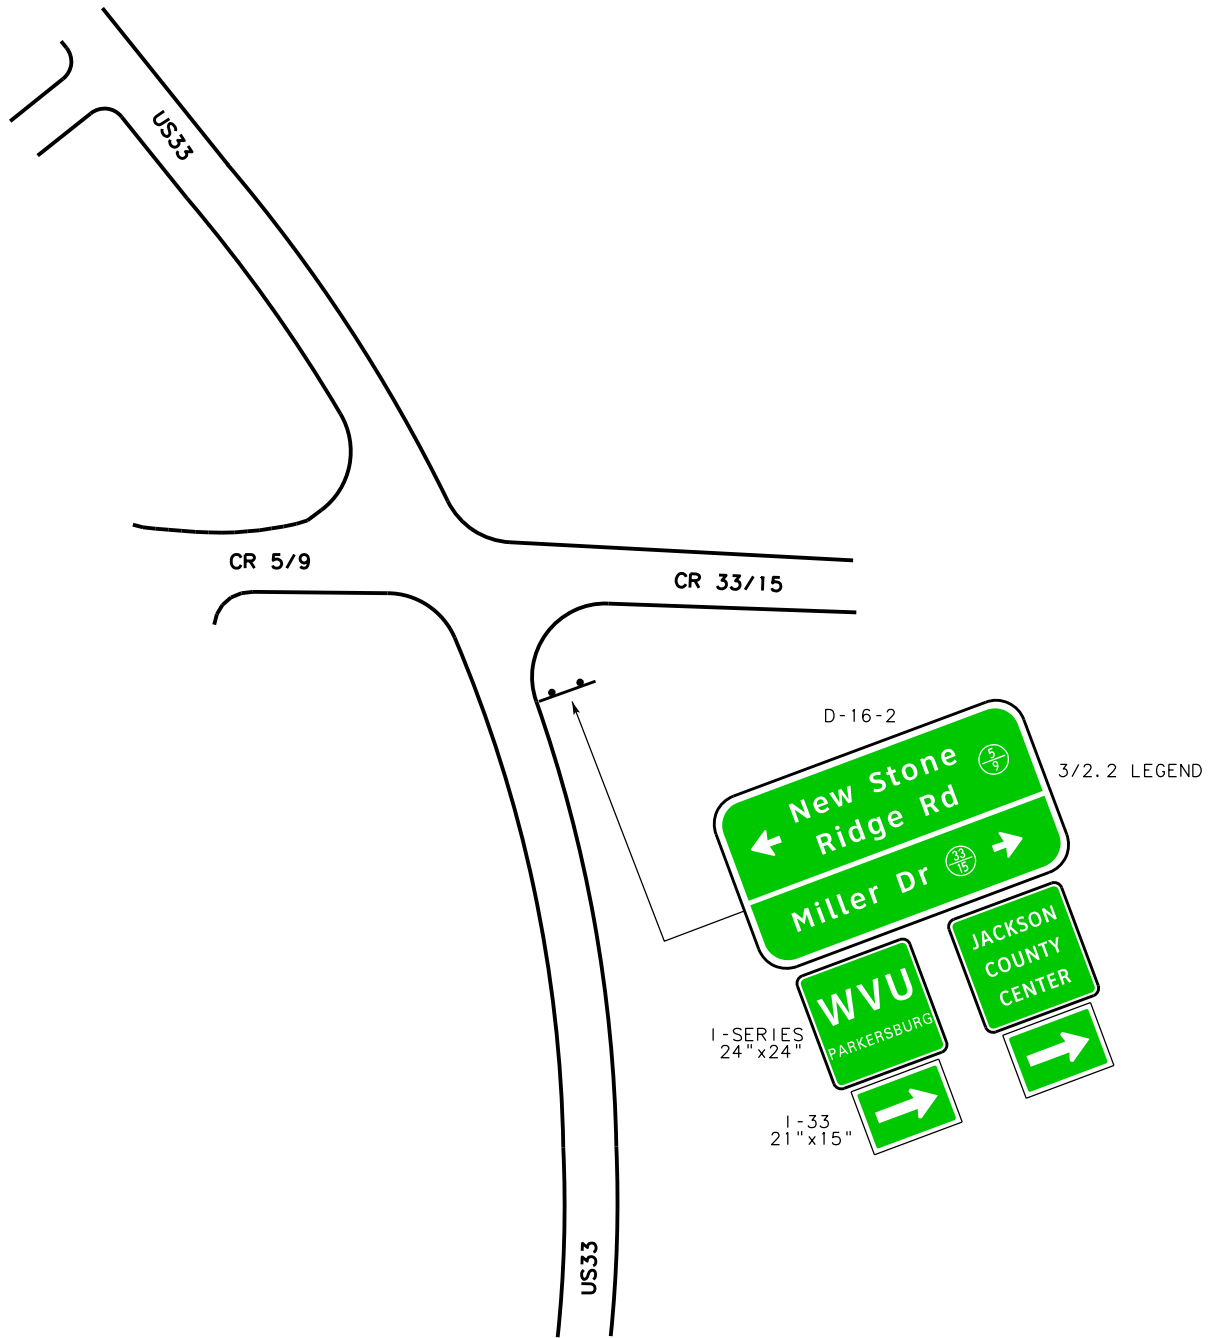 US33
CR 5/9
CR 33/15
D-16-2
3/2.2 LEGEND
New Stone
Ridge Rd
5
9
Miller Dr
33
15
JACKSON
COUNTY
CENTER
WVU
PARKERSBURG
I-SERIES
24"x24"
I-33
21"x15"
US33